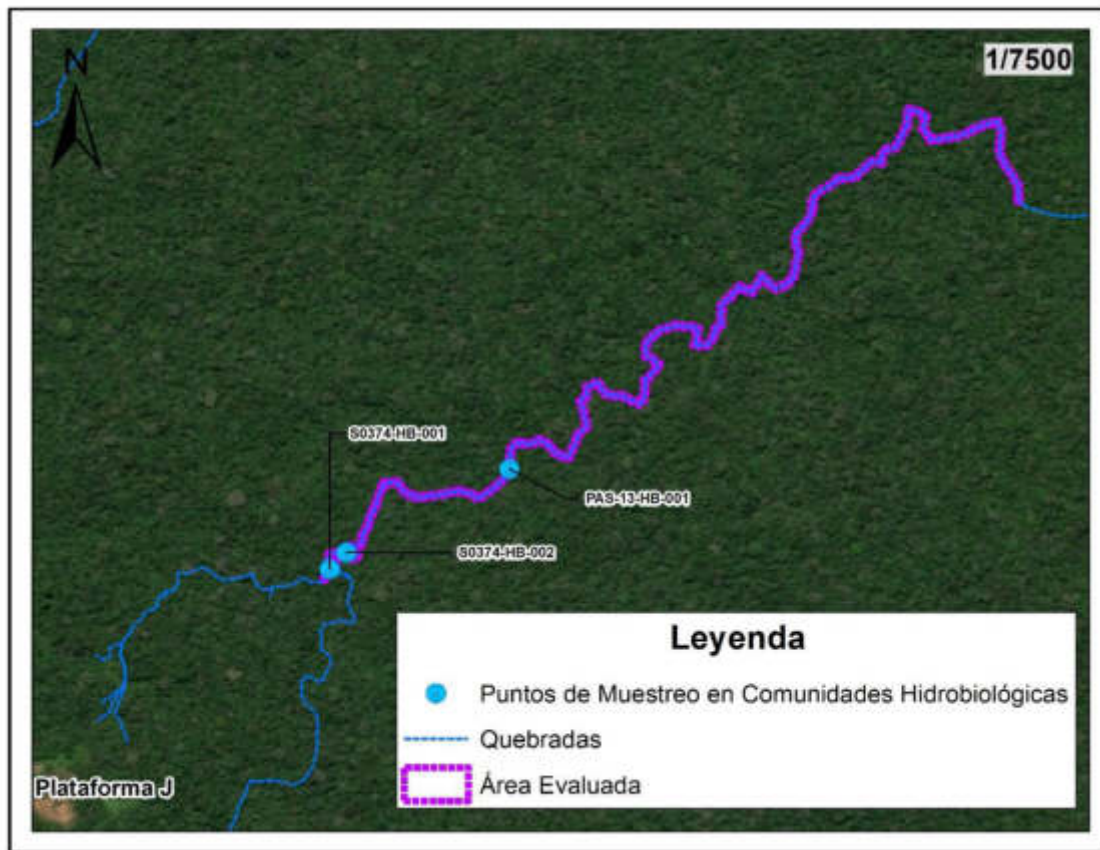 N
1/7500
S0374-HB-001
PAS-13-HB-001
S0374-HB-002
Plataforma J
Leyenda
Puntos de Muestreo en Comunidades Hidrobiológicas
Quebradas
Área Evaluada